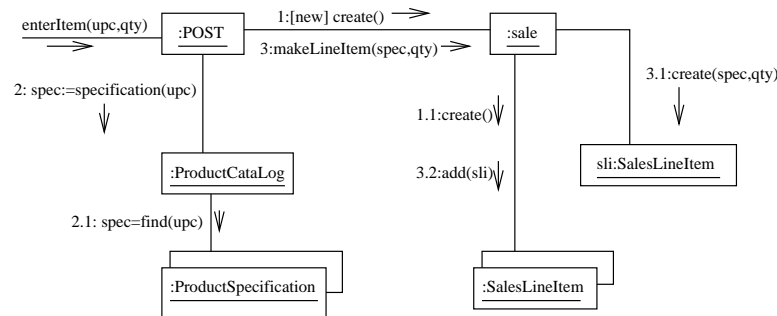 1:[new] create()
enterItem(upc,qty)
:POST
:sale
3:makeLineItem(spec,qty)
2: spec:=specification(upc)
3.1:create(spec,qty)
1.1:create()
:ProductCataLog
3.2:add(sli)
sli:SalesLineItem
2.1: spec=find(upc)
:ProductSpecification
:SalesLineItem